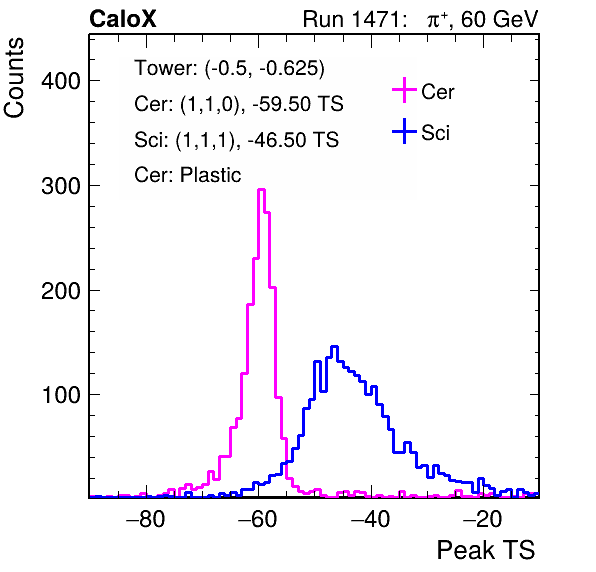 CaloX Run 1471: π⁺, 60 GeV
Counts
Tower: (-0.5, -0.625)
Cer: (1,1,0), -59.50 TS
Sci: (1,1,1), -46.50 TS
Cer: Plastic
Cer
Sci
400
300
200
100
−80 −60 −40 −20
Peak TS